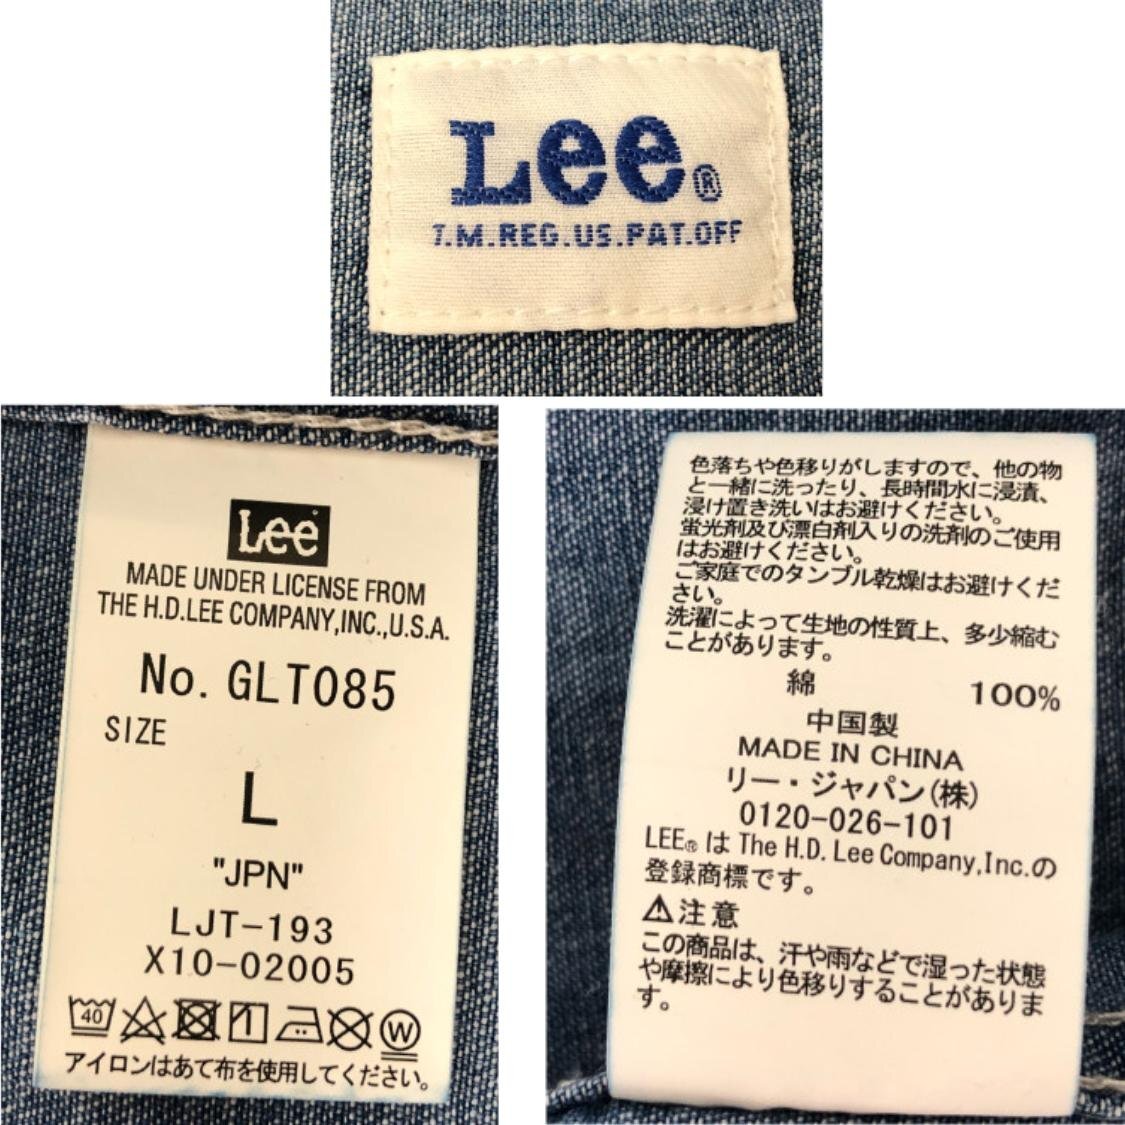 Lee®
T.M.REG.US.PAT.OFF
Lee
MADE UNDER LICENSE FROM
THE H.D.LEE COMPANY,INC.,U.S.A.
No. GLT085
SIZE
L
"JPN"
LJT-193
X10-02005
40
W
アイロンはあて布を使用してください。
色落ちや色移りがしますので、他の物
と一緒に洗ったり、長時間水に浸漬、
浸け置き洗いはお避けください。
蛍光剤及び漂白剤入りの洗剤のご使用
はお避けください。
ご家庭でのタンブル乾燥はお避けくだ
さい。
洗濯によって生地の性質上、多少縮む
ことがあります。
綿 100%
中国製
MADE IN CHINA
リー・ジャパン(株)
0120-026-101
LEE®は The H.D. Lee Company,Inc.の
登録商標です。
⚠注意
この商品は、汗や雨などで湿った状態
や摩擦により色移りすることがありま
す。